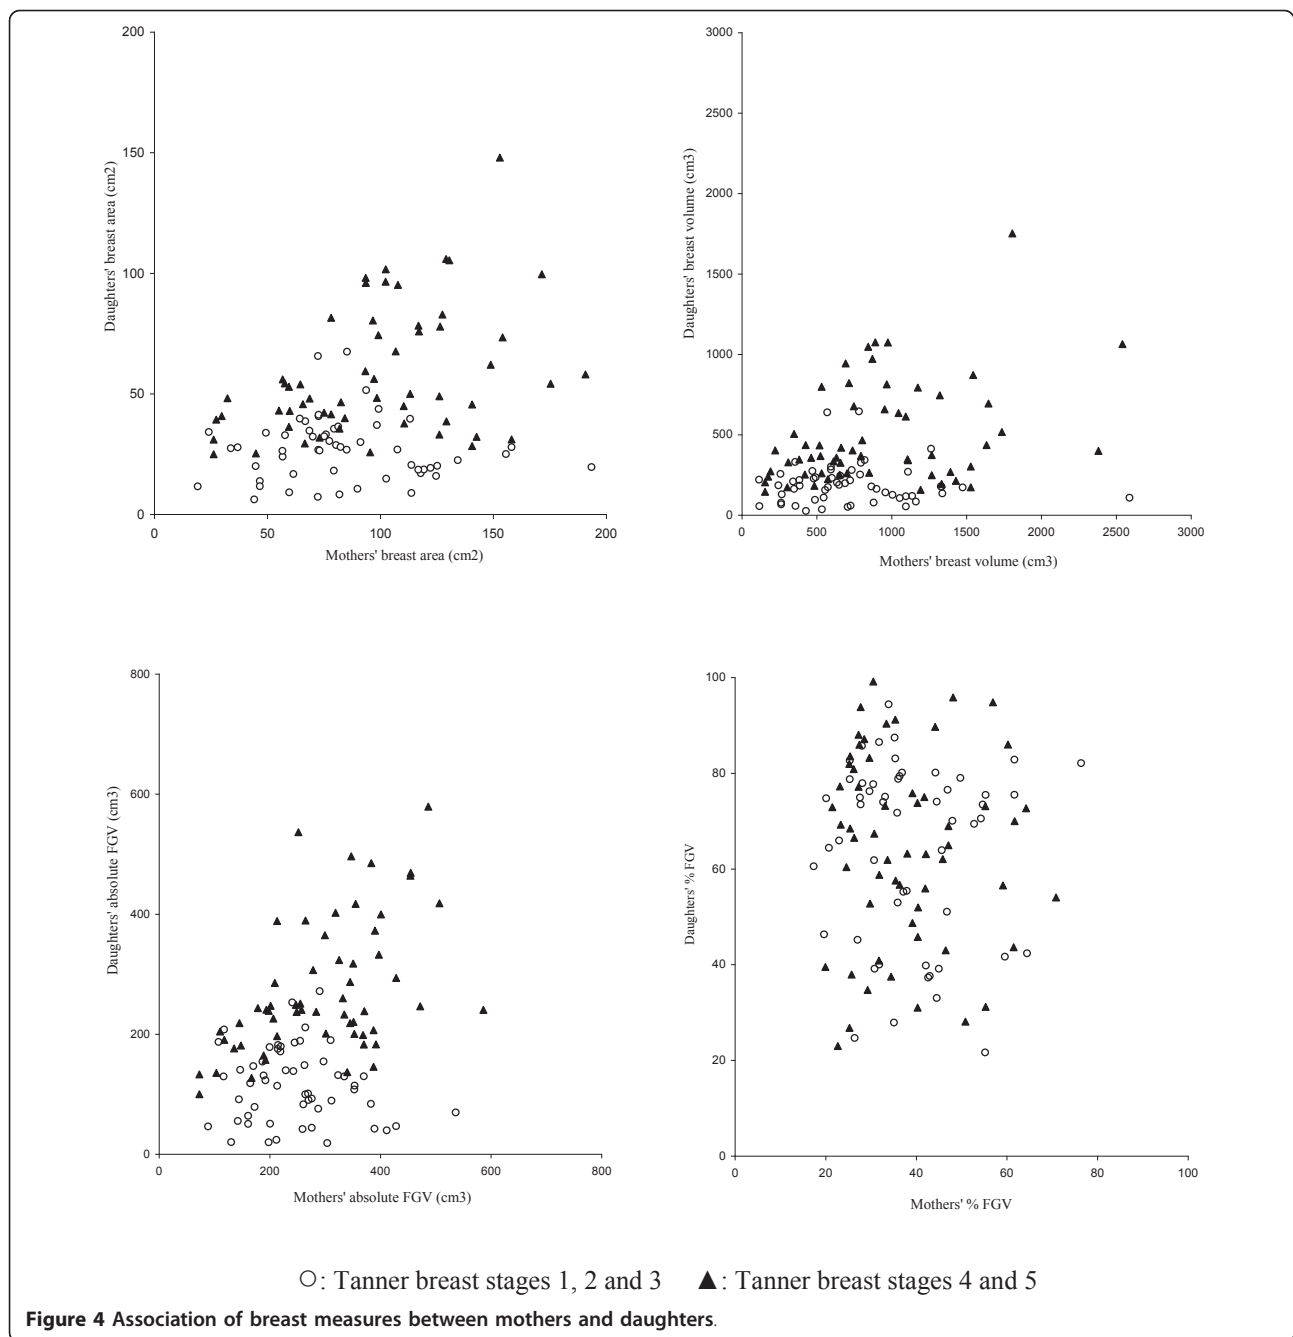 200
150
100
50
0
Daughters' breast area (cm2)
0 50 100 150 200
Mothers' breast area (cm2)
3000
2500
2000
1500
1000
500
0
Daughters' breast volume (cm3)
0 500 1000 1500 2000 2500 3000
Mothers' breast volume (cm3)
800
600
400
200
0
Daughters' absolute FGV (cm3)
0 200 400 600 800
Mothers' absolute FGV (cm3)
100
80
60
40
20
0
Daughters' % FGV
0 20 40 60 80 100
Mothers' % FGV
○: Tanner breast stages 1, 2 and 3 ▲: Tanner breast stages 4 and 5
Figure 4 Association of breast measures between mothers and daughters.